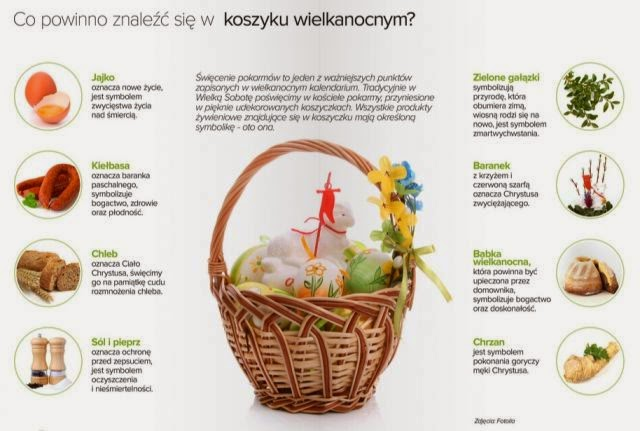 Co powinno znaleźć się w koszyku wielkanocnym?
Jajko
oznacza nowe życie,
jest symbolem
zwycięstwa życia
nad śmiercią.
Kiełbasa
oznacza baranka
paschalnego,
symbolizuje
bogactwo, zdrowie
oraz płodność.
Chleb
oznacza Ciało
Chrystusa, święcimy
go na pamiątkę cudu
rozmnożenia chleba.
Sól i pieprz
oznacza ochronę
przed zepsuciem,
jest symbolem
oczyszczenia
i nieśmiertelności.
Święcenie pokarmów to jeden z ważniejszych punktów
zapisanych w wielkanocnym kalendarium. Tradycyjnie w
Wielką Sobotę poświęcimy w kościele pokarmy, przyniesione
w pięknie udekorowanych koszyczkach. Wszystkie produkty
żywieniowe znajdujące się w koszyczku mają określoną
symbolikę - oto ona.
Zielone gałązki
symbolizują
przyrodę, która
obumiera zimą,
wiosną rodzi się na
nowo, jest symbolem
zmartwychwstania.
Baranek
z krzyżem i
czerwoną szarfą
oznacza Chrystusa
zwyciężającego.
Babka
wielkanocna,
która powinna być
upieczona przez
domownika,
symbolizuje bogactwo
oraz doskonałość.
Chrzan
jest symbolem
pokonania goryczy
męki Chrystusa.
Zdjęcia: Fotolia